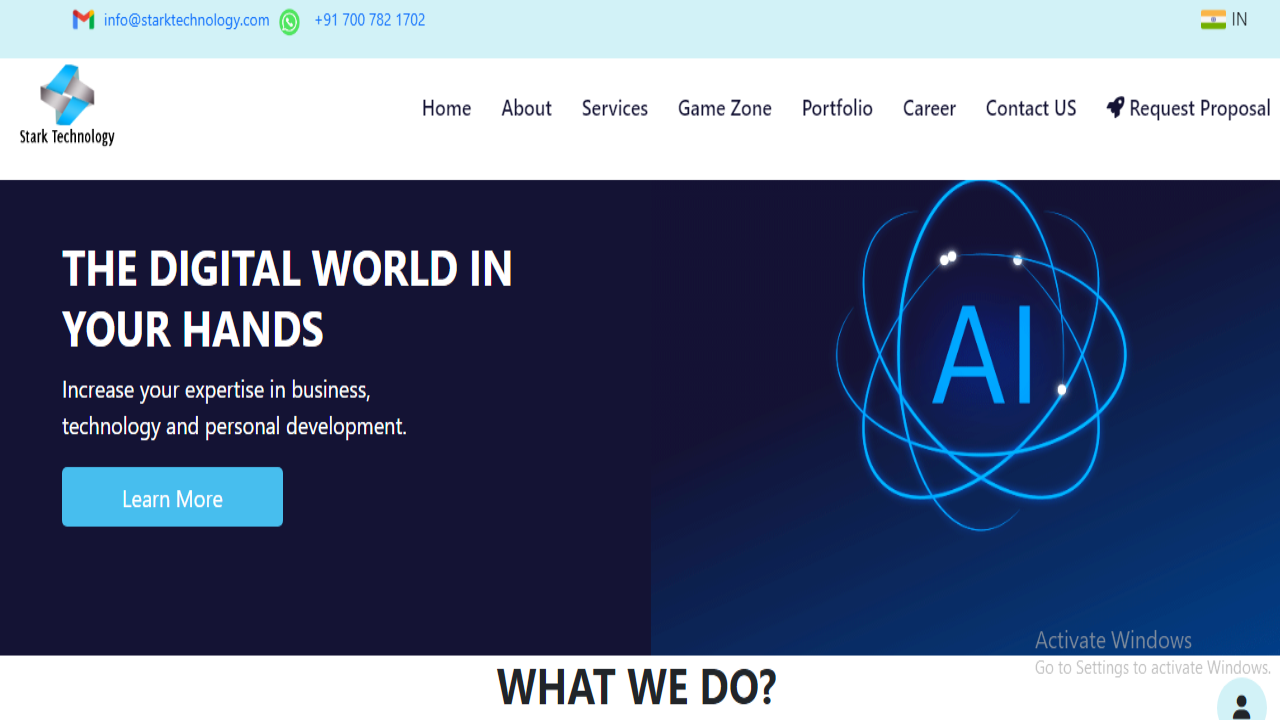 info@starktechnology.com +91 700 782 1702 IN
Stark Technology
Home About Services Game Zone Portfolio Career Contact US Request Proposal
THE DIGITAL WORLD IN
YOUR HANDS
Increase your expertise in business,
technology and personal development.
Learn More
AI
Activate Windows
Go to Settings to activate Windows.
WHAT WE DO?